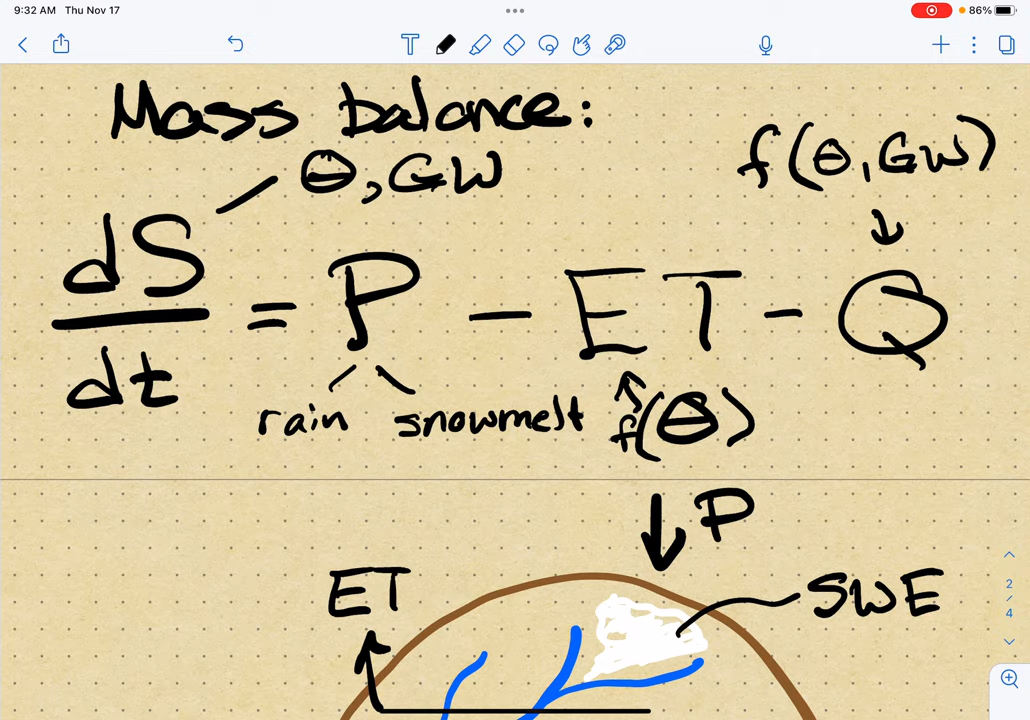 9:32 AM Thu Nov 17
86%
T
Mass balance:
θ, GW
f(θ, GW)
dS/dt = P - ET - Q
rain snowmelt f(θ)
P
ET
SWE
2/4